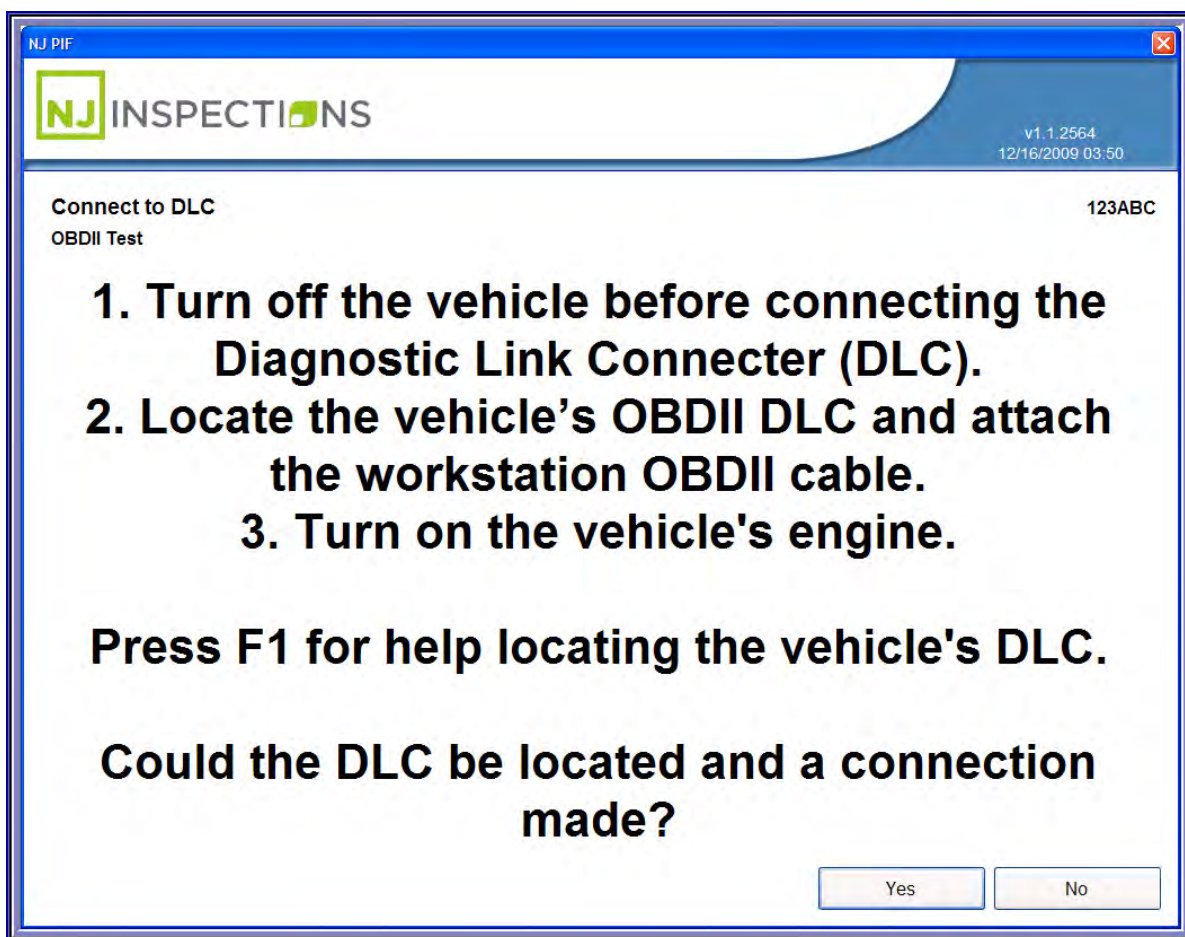 NJ PIF
NJ INSPECTIONS
v1.1.2564
12/16/2009 03:50
Connect to DLC
123ABC
OBDII Test
1. Turn off the vehicle before connecting the
Diagnostic Link Connecter (DLC).
2. Locate the vehicle’s OBDII DLC and attach
the workstation OBDII cable.
3. Turn on the vehicle's engine.
Press F1 for help locating the vehicle's DLC.
Could the DLC be located and a connection
made?
Yes
No